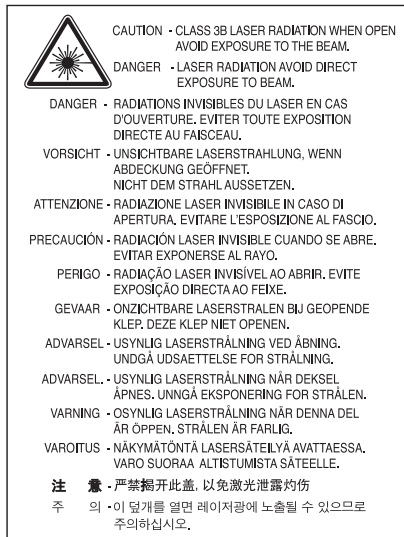 CAUTION - CLASS 3B LASER RADIATION WHEN OPEN
AVOID EXPOSURE TO THE BEAM.
DANGER - LASER RADIATION AVOID DIRECT
EXPOSURE TO BEAM.
DANGER - RADIATIONS INVISIBLES DU LASER EN CAS
D'OUVERTURE. EVITER TOUTE EXPOSITION
DIRECTE AU FAISCEAU.
VORSICHT - UNSICHTBARE LASERSTRAHLUNG, WENN
ABDECKUNG GEÖFFNET.
NICHT DEM STRAHL AUSSETZEN.
ATTENZIONE - RADIAZIONE LASER INVISIBILE IN CASO DI
APERTURA. EVITARE L'ESPOSIZIONE AL FASCIO.
PRECAUCIÓN - RADIACIÓN LASER INVISIBLE CUANDO SE ABRE.
EVITAR EXPONERSE AL RAYO.
PERIGO - RADIAÇÃO LASER INVISÍVEL AO ABRIR. EVITE
EXPOSIÇÃO DIRECTA AO FEIXE.
GEVAAR - ONZICHTBARE LASERSTRALEN BIJ GEOPENDE
KLEP. DEZE KLEP NIET OPENEN.
ADVARSEL - USYNLIG LASERSTRÅLNING VED ÅBNING.
UNDGÅ UDSAETTELSE FOR STRÅLNING.
ADVARSEL. - USYNLIG LASERSTRÅLNING NÅR DEKSEL
ÅPNES. UNNGÅ EKSPONERING FOR STRÅLEN.
VARNING - OSYNLIG LASERSTRÅLNING NÄR DENNA DEL
ÄR ÖPPEN. STRÅLEN ÄR FARLIG.
VAROITUS - NÄKYMÄTÖNTÄ LASERSÄTEILYÄ AVATTAESSA.
VARO SUORAA ALTISTUMISTA SÄTEELLE.
注 意 - 严禁揭开此盖, 以免激光泄露灼伤
주 의 - 이 덮개를 열면 레이저광에 노출될 수 있으므로
주의하십시오.